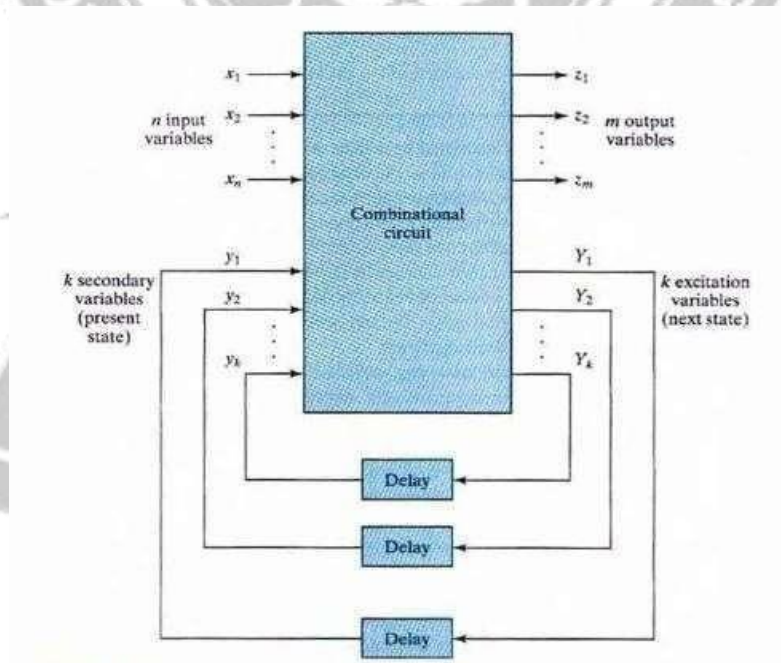 x₁
z₁
n input
variables
x₂
z₂
m output
variables
xₙ
zₘ
Combinational
circuit
y₁
Y₁
k secondary
variables
(present
state)
y₂
Y₂
k excitation
variables
(next state)
yₖ
Yₖ
Delay
Delay
Delay